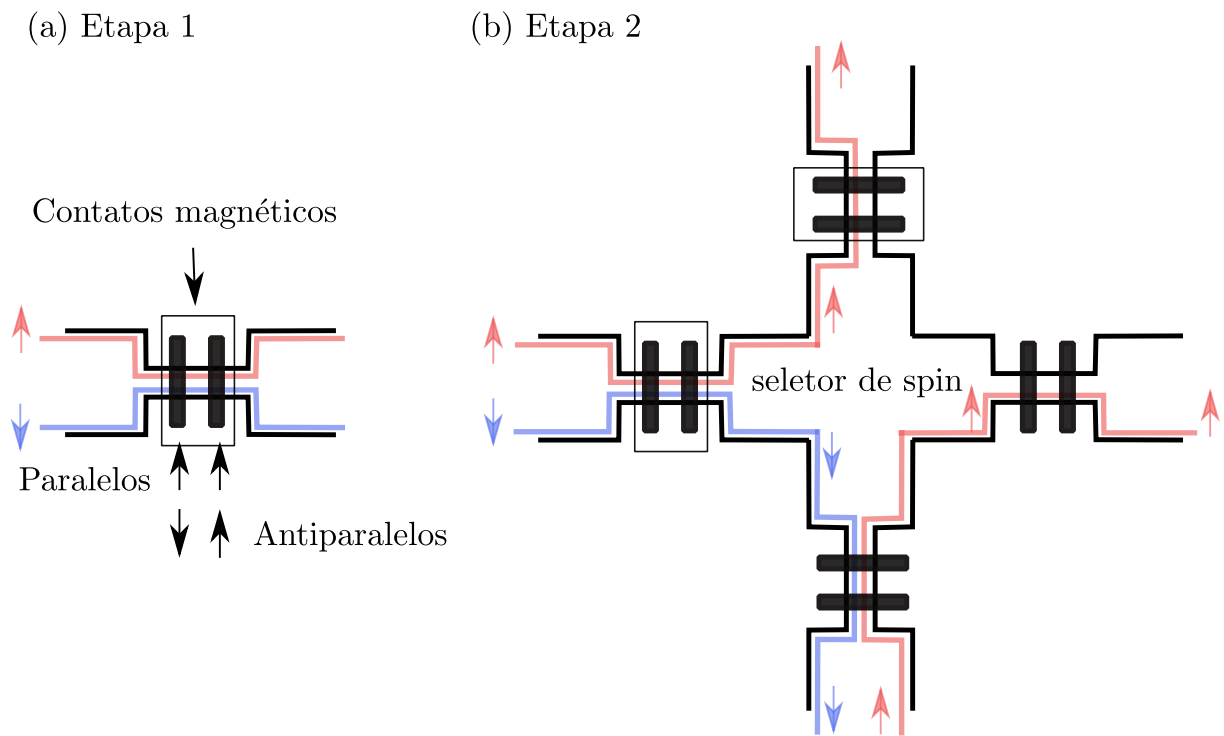 (a) Etapa 1
(b) Etapa 2
Contatos magnéticos
seletor de spin
Paralelos
Antiparalelos